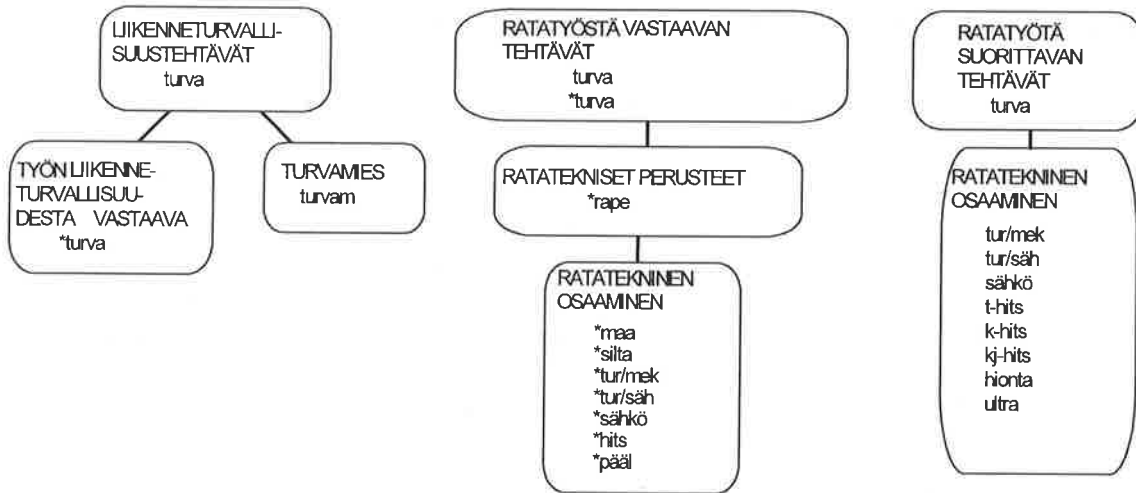 LIIKENNETURVALLI-
SUUSTEHTÄVÄT
turva
TYÖN LIIKENNE-
TURVALLISUU-
DESTA VASTAAVA
*turva
TURVAMIES
turvam
RATATYÖSTÄ VASTAAVAN
TEHTÄVÄT
turva
*turva
RATATEKNISET PERUSTEET
*rape
RATATEKNINEN
OSAAMINEN
*maa
*silta
*tur/mek
*tur/säh
*sähkö
*hits
*pääl
RATATYÖTÄ
SUORITTAVAN
TEHTÄVÄT
turva
RATATEKNINEN
OSAAMINEN
tur/mek
tur/säh
sähkö
t-hits
k-hits
kj-hits
hionta
ultra